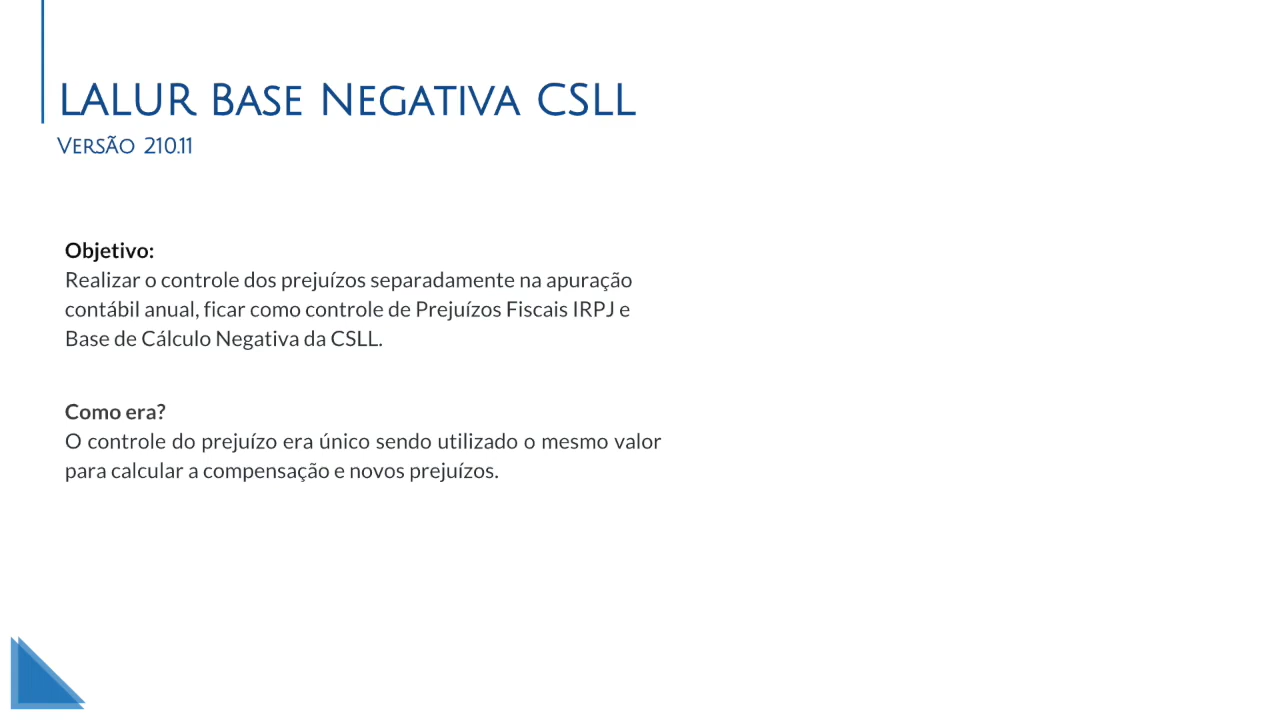 LALUR Base Negativa CSLL
Versão 210.11
Objetivo:
Realizar o controle dos prejuízos separadamente na apuração
contábil anual, ficar como controle de Prejuízos Fiscais IRPJ e
Base de Cálculo Negativa da CSLL.
Como era?
O controle do prejuízo era único sendo utilizado o mesmo valor
para calcular a compensação e novos prejuízos.